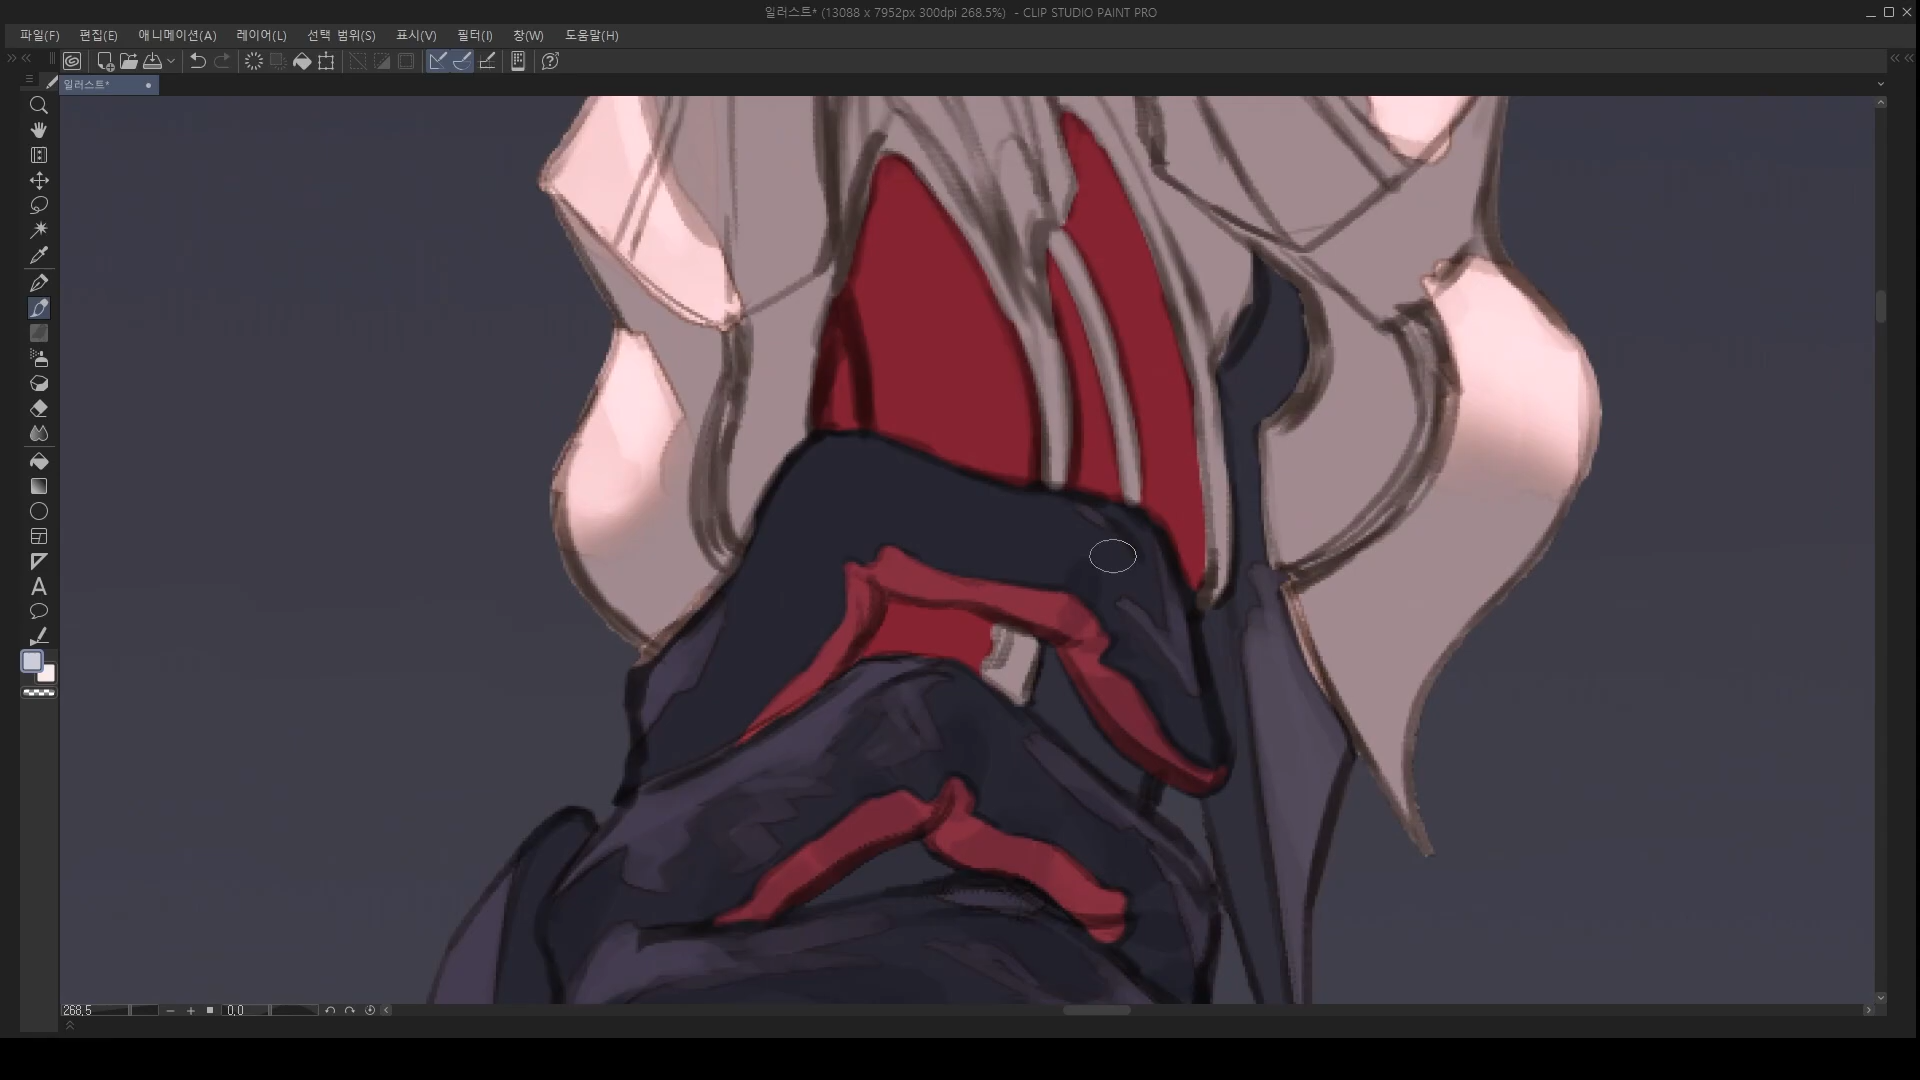 일러스트* (13088 x 7952px 300dpi 268.5%) - CLIP STUDIO PAINT PRO
파일(F) 편집(E) 애니메이션(A) 레이어(L) 선택 범위(S) 표시(V) 필터(I) 창(W) 도움말(H)
일러스트*
268.5 0.0